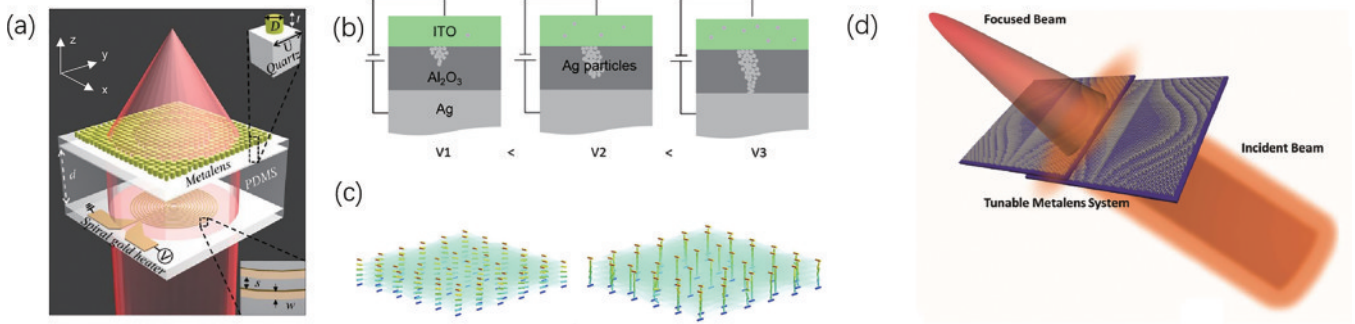 (a)
z
y
x
D
t
U
Quartz
Metalens
d
PDMS
Spiral gold heater
V
s
w
(b)
ITO
Al₂O₃
Ag
Ag particles
V1 < V2 < V3
(c)
(d)
Focused Beam
Incident Beam
Tunable Metalens System